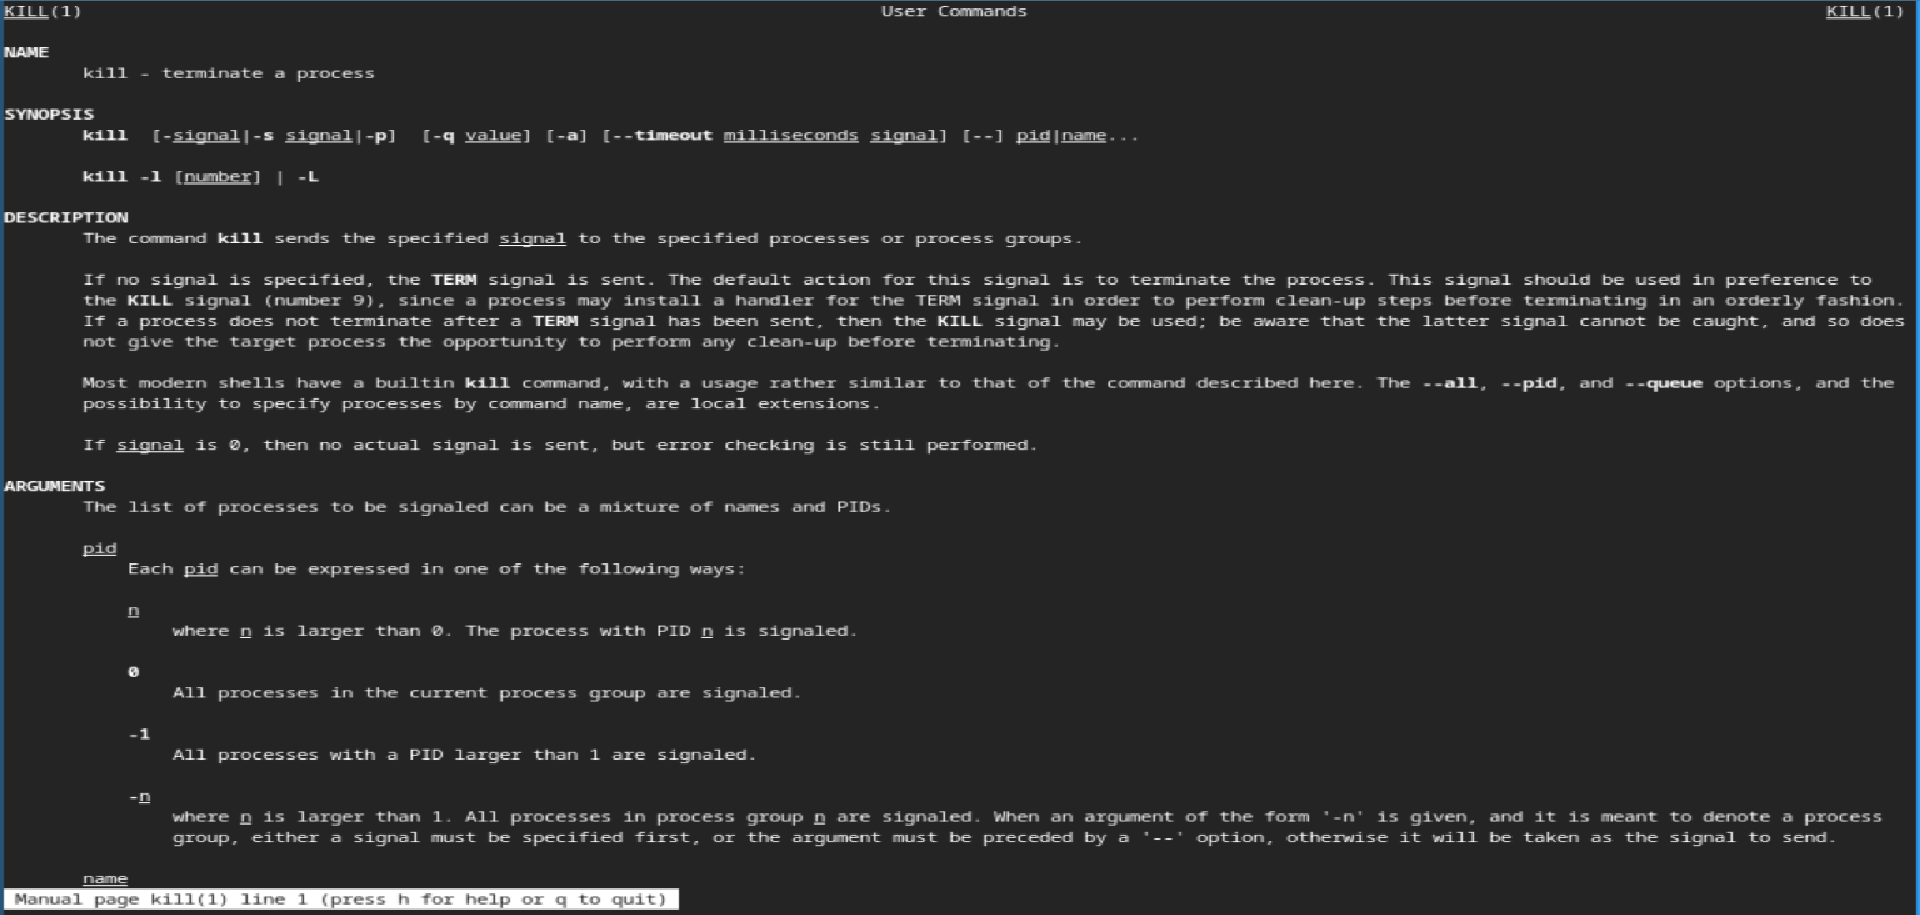 KILL(1) User Commands KILL(1)
NAME
kill - terminate a process
SYNOPSIS
kill [-signal|-s signal|-p] [-q value] [-a] [--timeout milliseconds signal] [--] pid|name...
kill -l [number] | -L
DESCRIPTION
The command kill sends the specified signal to the specified processes or process groups.
If no signal is specified, the TERM signal is sent. The default action for this signal is to terminate the process. This signal should be used in preference to
the KILL signal (number 9), since a process may install a handler for the TERM signal in order to perform clean-up steps before terminating in an orderly fashion.
If a process does not terminate after a TERM signal has been sent, then the KILL signal may be used; be aware that the latter signal cannot be caught, and so does
not give the target process the opportunity to perform any clean-up before terminating.
Most modern shells have a builtin kill command, with a usage rather similar to that of the command described here. The --all, --pid, and --queue options, and the
possibility to specify processes by command name, are local extensions.
If signal is 0, then no actual signal is sent, but error checking is still performed.
ARGUMENTS
The list of processes to be signaled can be a mixture of names and PIDs.
pid
Each pid can be expressed in one of the following ways:
n
where n is larger than 0. The process with PID n is signaled.
0
All processes in the current process group are signaled.
-1
All processes with a PID larger than 1 are signaled.
-n
where n is larger than 1. All processes in process group n are signaled. When an argument of the form '-n' is given, and it is meant to denote a process
group, either a signal must be specified first, or the argument must be preceded by a '--' option, otherwise it will be taken as the signal to send.
name
Manual page kill(1) line 1 (press h for help or q to quit)